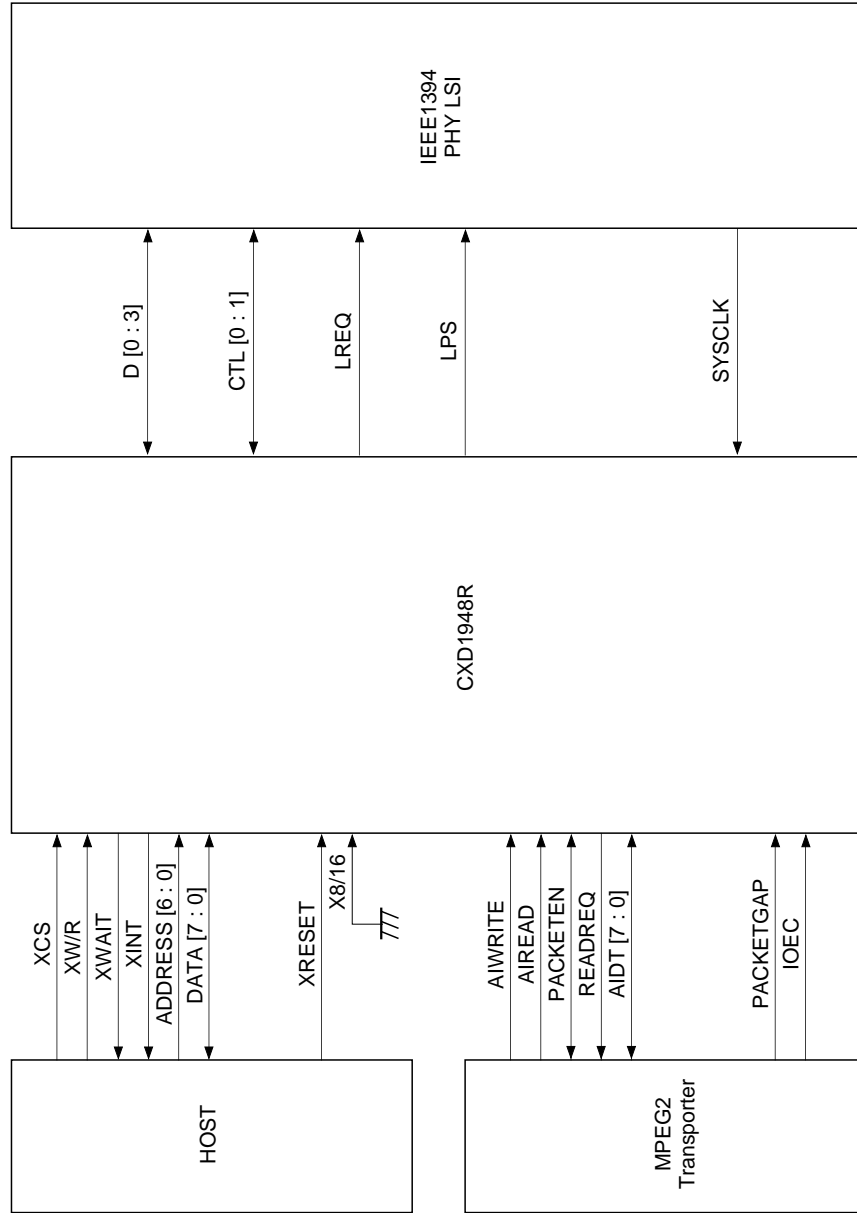 HOST
MPEG2
Transporter
XCS
XW/R
XWAIT
XINT
ADDRESS [6 : 0]
DATA [7 : 0]
XRESET
X8/16
AIWRITE
AIREAD
PACKETEN
READREQ
AIDT [7 : 0]
PACKETGAP
IOEC
CXD1948R
D [0 : 3]
CTL [0 : 1]
LREQ
LPS
SYSCLK
IEEE1394
PHY LSI